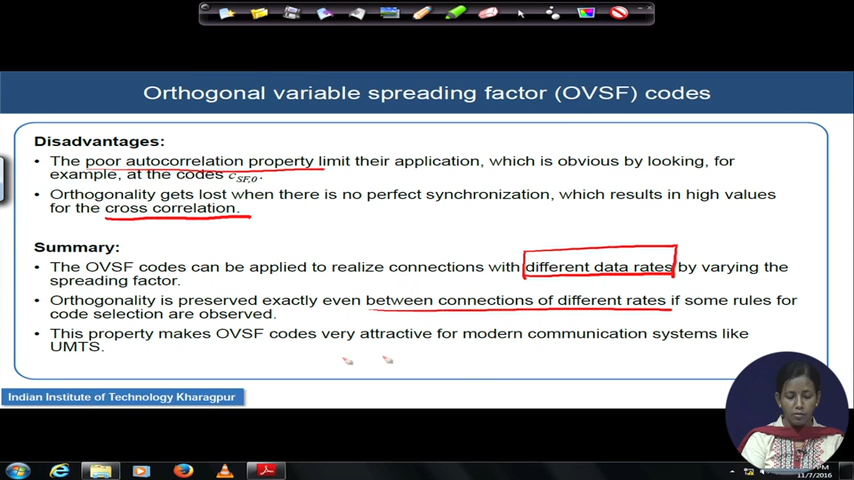 Orthogonal variable spreading factor (OVSF) codes
Disadvantages:
• The poor autocorrelation property limit their application, which is obvious by looking, for
example, at the codes c_SF,0.
• Orthogonality gets lost when there is no perfect synchronization, which results in high values
for the cross correlation.
Summary:
• The OVSF codes can be applied to realize connections with different data rates by varying the
spreading factor.
• Orthogonality is preserved exactly even between connections of different rates if some rules for
code selection are observed.
• This property makes OVSF codes very attractive for modern communication systems like
UMTS.
Indian Institute of Technology Kharagpur
PM
11/7/2016